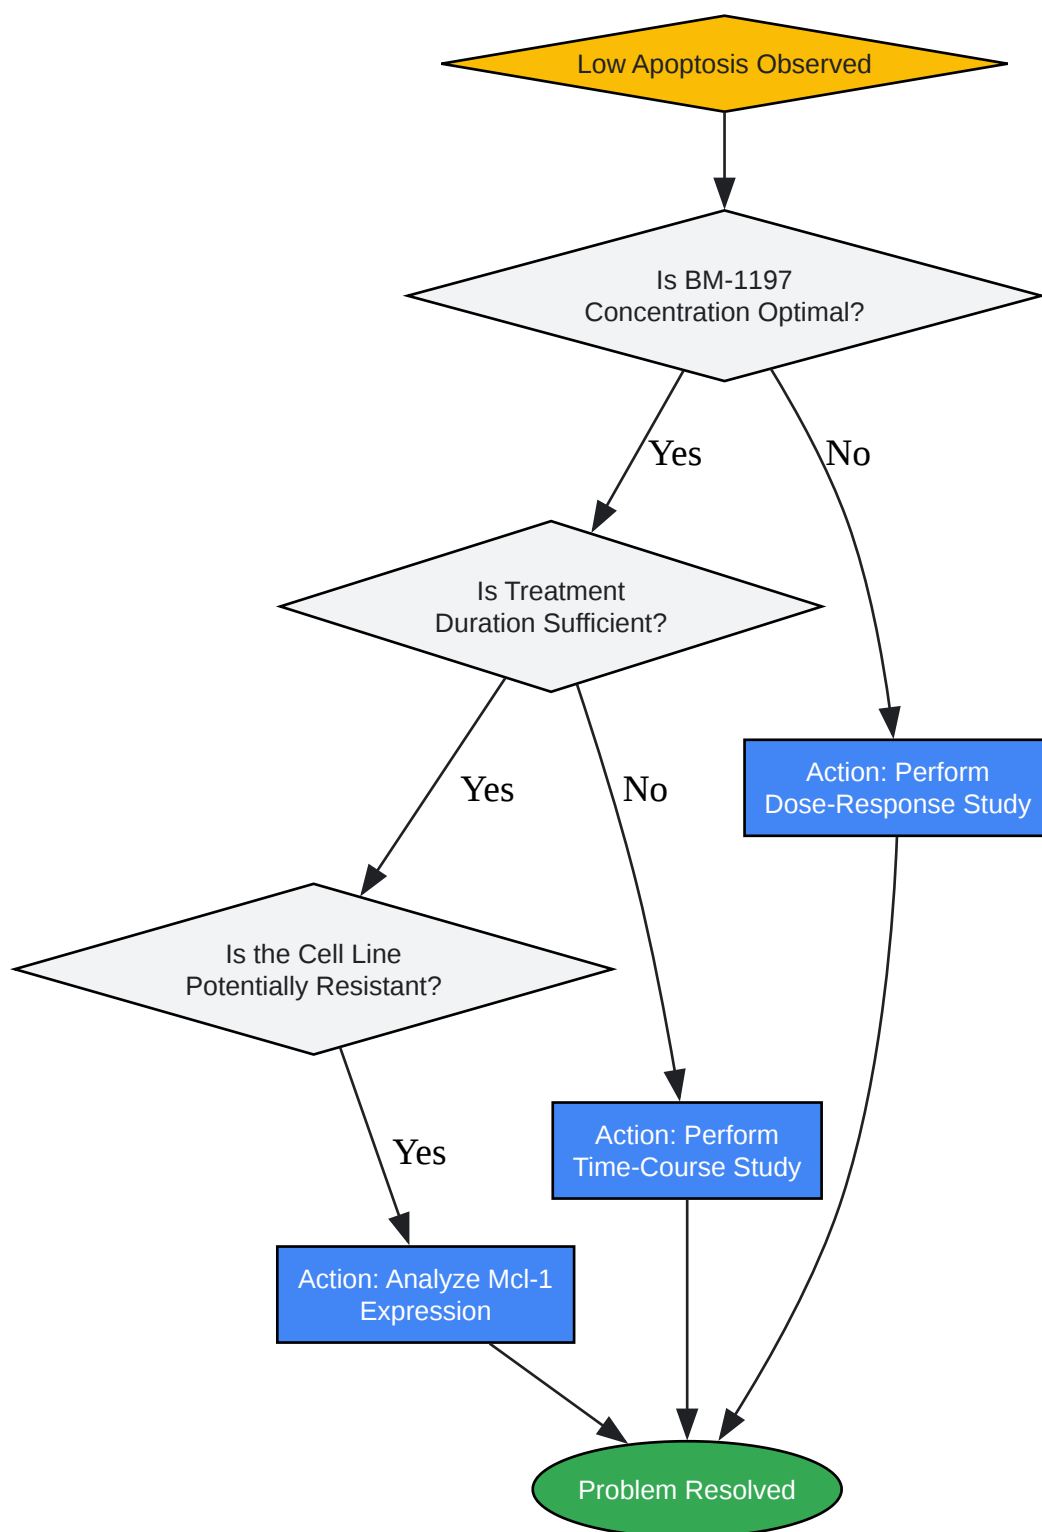 Low Apoptosis Observed
Is BM-1197
Concentration Optimal?
Yes
No
Is Treatment
Duration Sufficient?
Yes
No
Action: Perform
Dose-Response Study
Is the Cell Line
Potentially Resistant?
Yes
Action: Perform
Time-Course Study
Action: Analyze Mcl-1
Expression
Problem Resolved